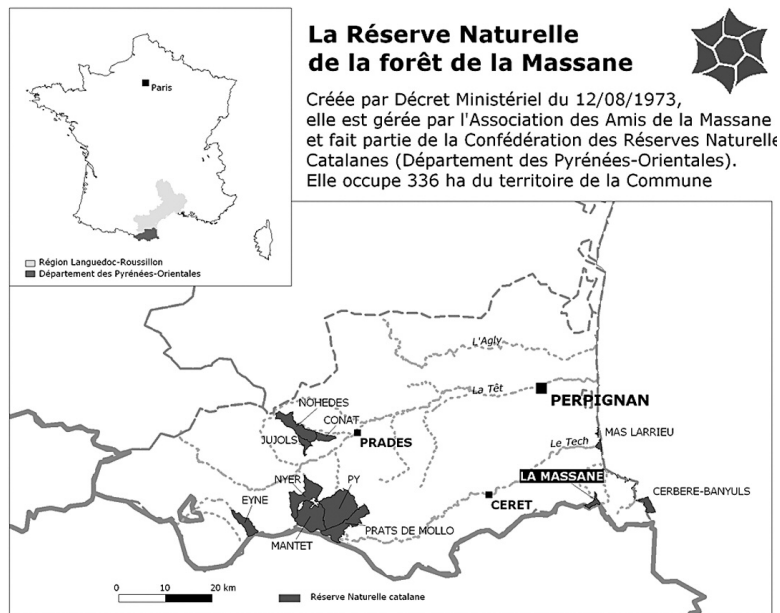 La Réserve Naturelle
de la forêt de la Massane
Créée par Décret Ministériel du 12/08/1973,
elle est gérée par l'Association des Amis de la Massane
et fait partie de la Confédération des Réserves Naturelle
Catalanes (Département des Pyrénées-Orientales).
Elle occupe 336 ha du territoire de la Commune
Paris
Région Languedoc-Roussillon
Département des Pyrénées-Orientales
L'Agly
La Têt
PERPIGNAN
NOHEDES
CONAT
JUJOLS
PRADES
MAS LARRIEU
Le Tech
LA MASSANE
NYER
PY
CERBERE-BANYULS
EYNE
CERET
PRATS DE MOLLO
MANTET
0 10 20 km
Réserve Naturelle catalane